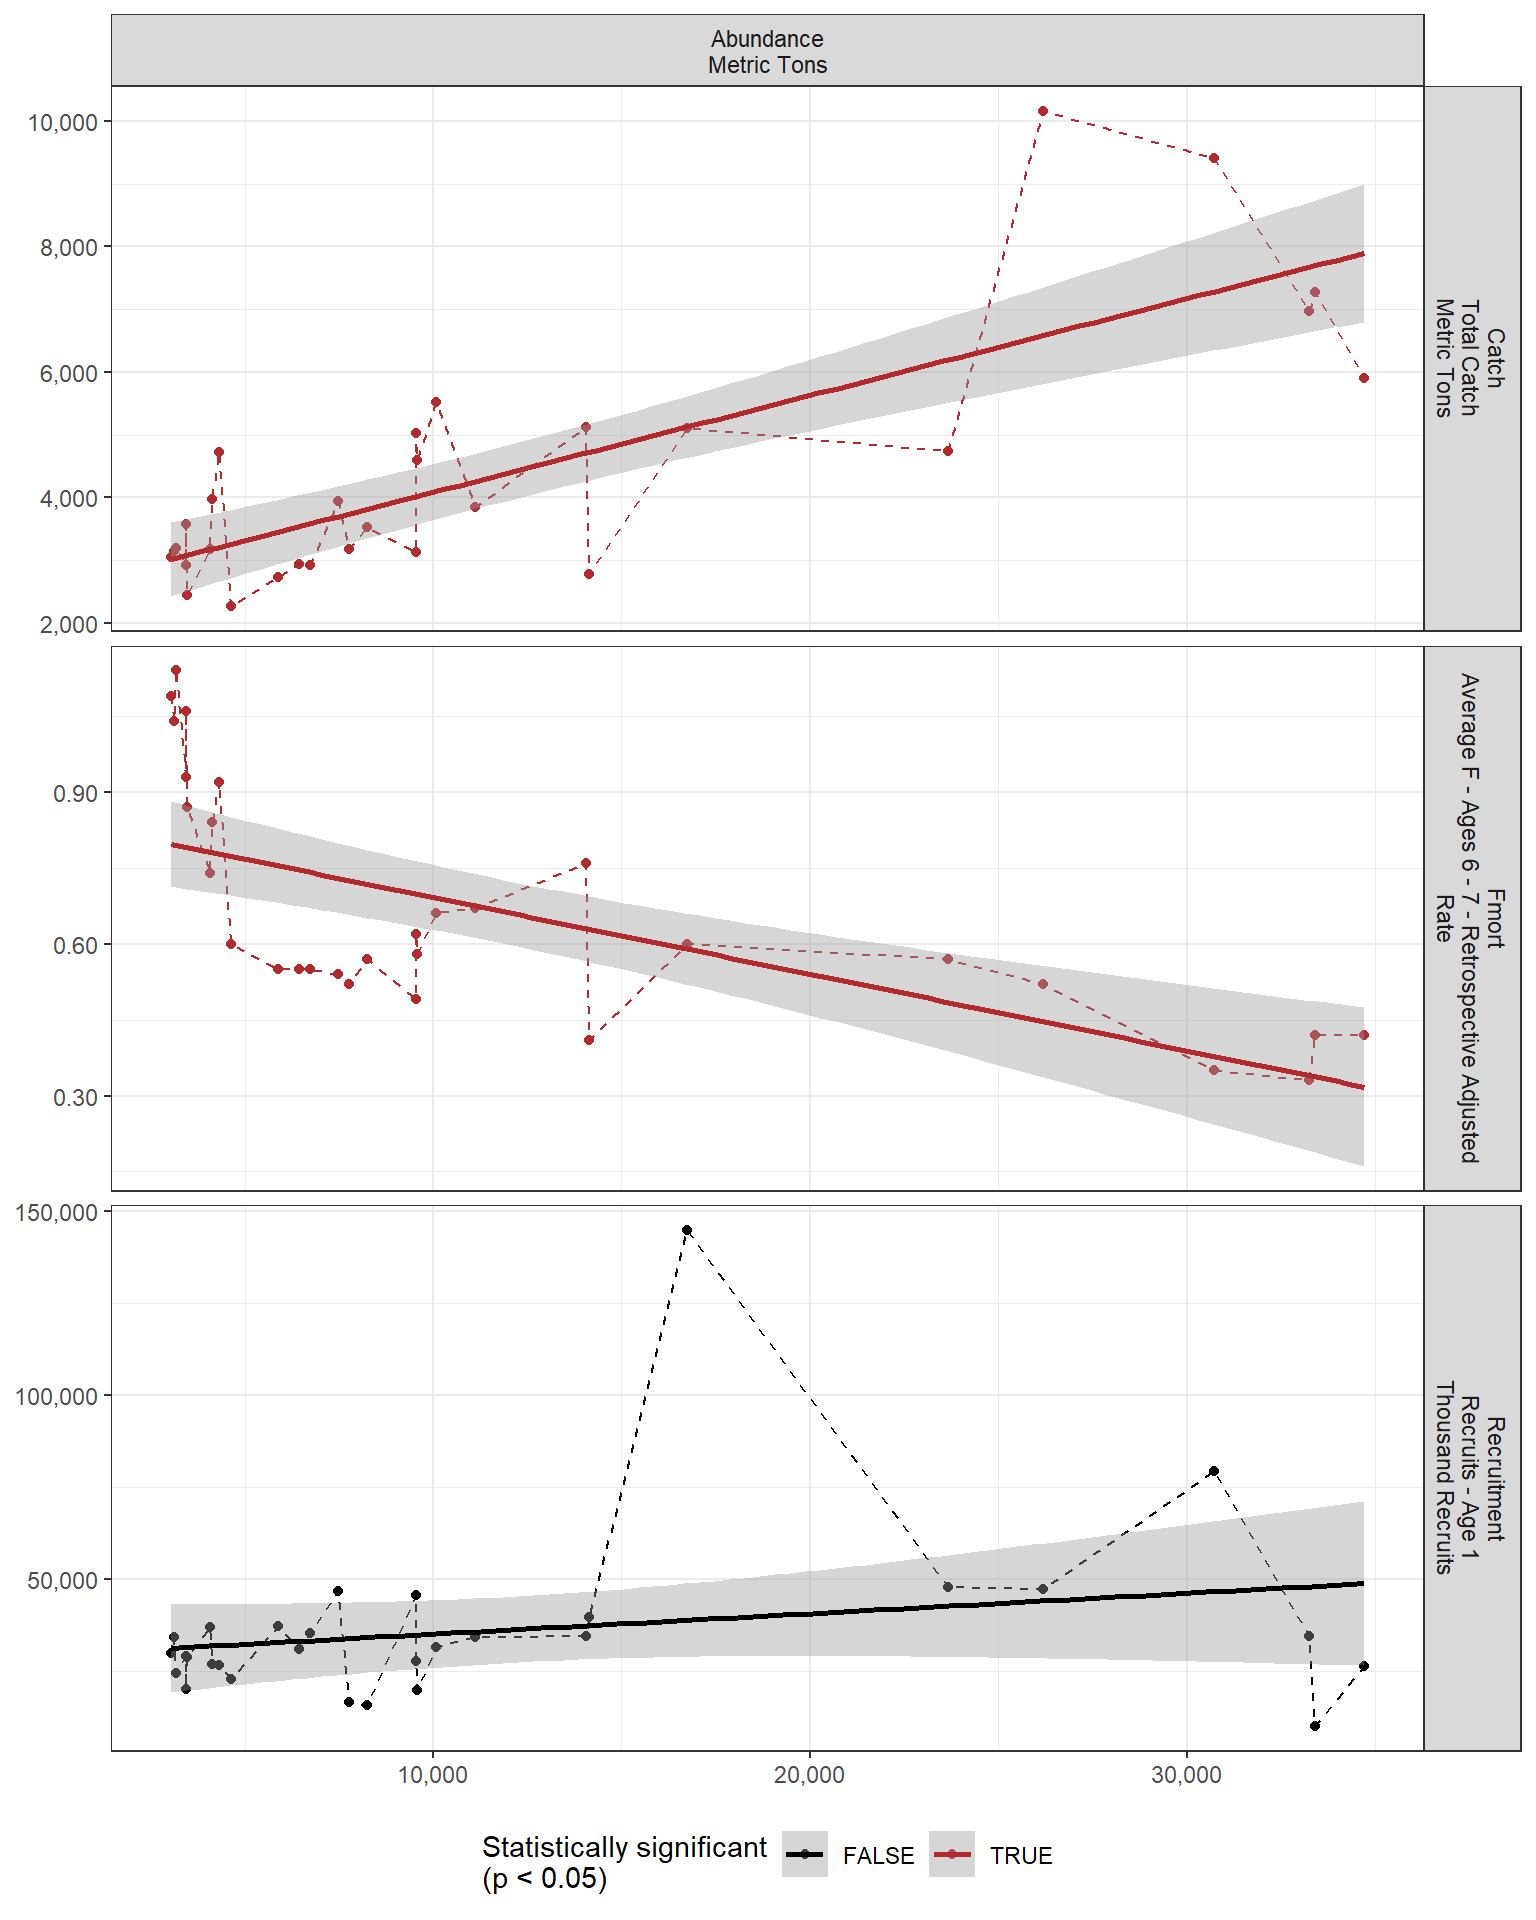 Abundance
Metric Tons
10,000
8,000
6,000
4,000
2,000
Catch
Total Catch
Metric Tons
0.90
0.60
0.30
Fmort
Average F - Ages 6 - 7 - Retrospective Adjusted
Rate
150,000
100,000
50,000
Recruitment
Recruits - Age 1
Thousand Recruits
10,000
20,000
30,000
Statistically significant
(p < 0.05)
FALSE
TRUE